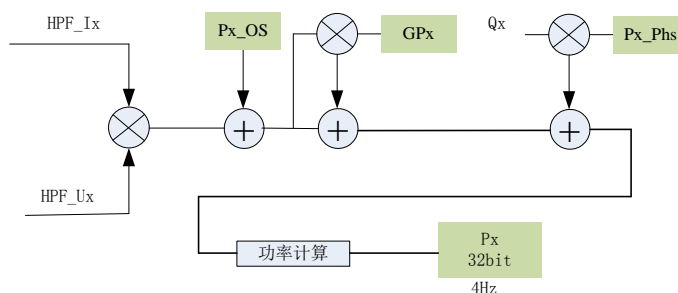 HPF_Ix
Px_OS
GPx
Qx
Px_Phs
HPF_Ux
功率计算
Px
32bit
4Hz